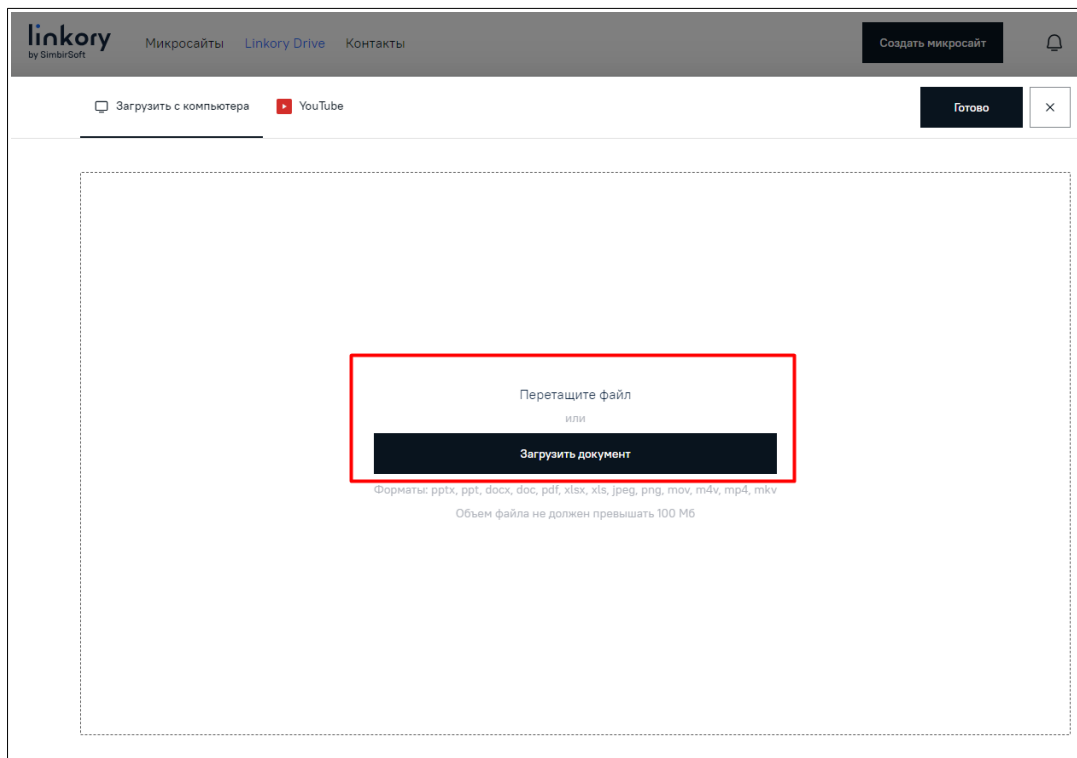 linkory
by SimbirSoft
Микросайты Linkory Drive Контакты
Создать микросайт
Загрузить с компьютера YouTube
Готово
Перетащите файл
или
Загрузить документ
Форматы: pptx, ppt, docx, doc, pdf, xlsx, xls, jpeg, png, mov, m4v, mp4, mkv
Объем файла не должен превышать 100 Мб